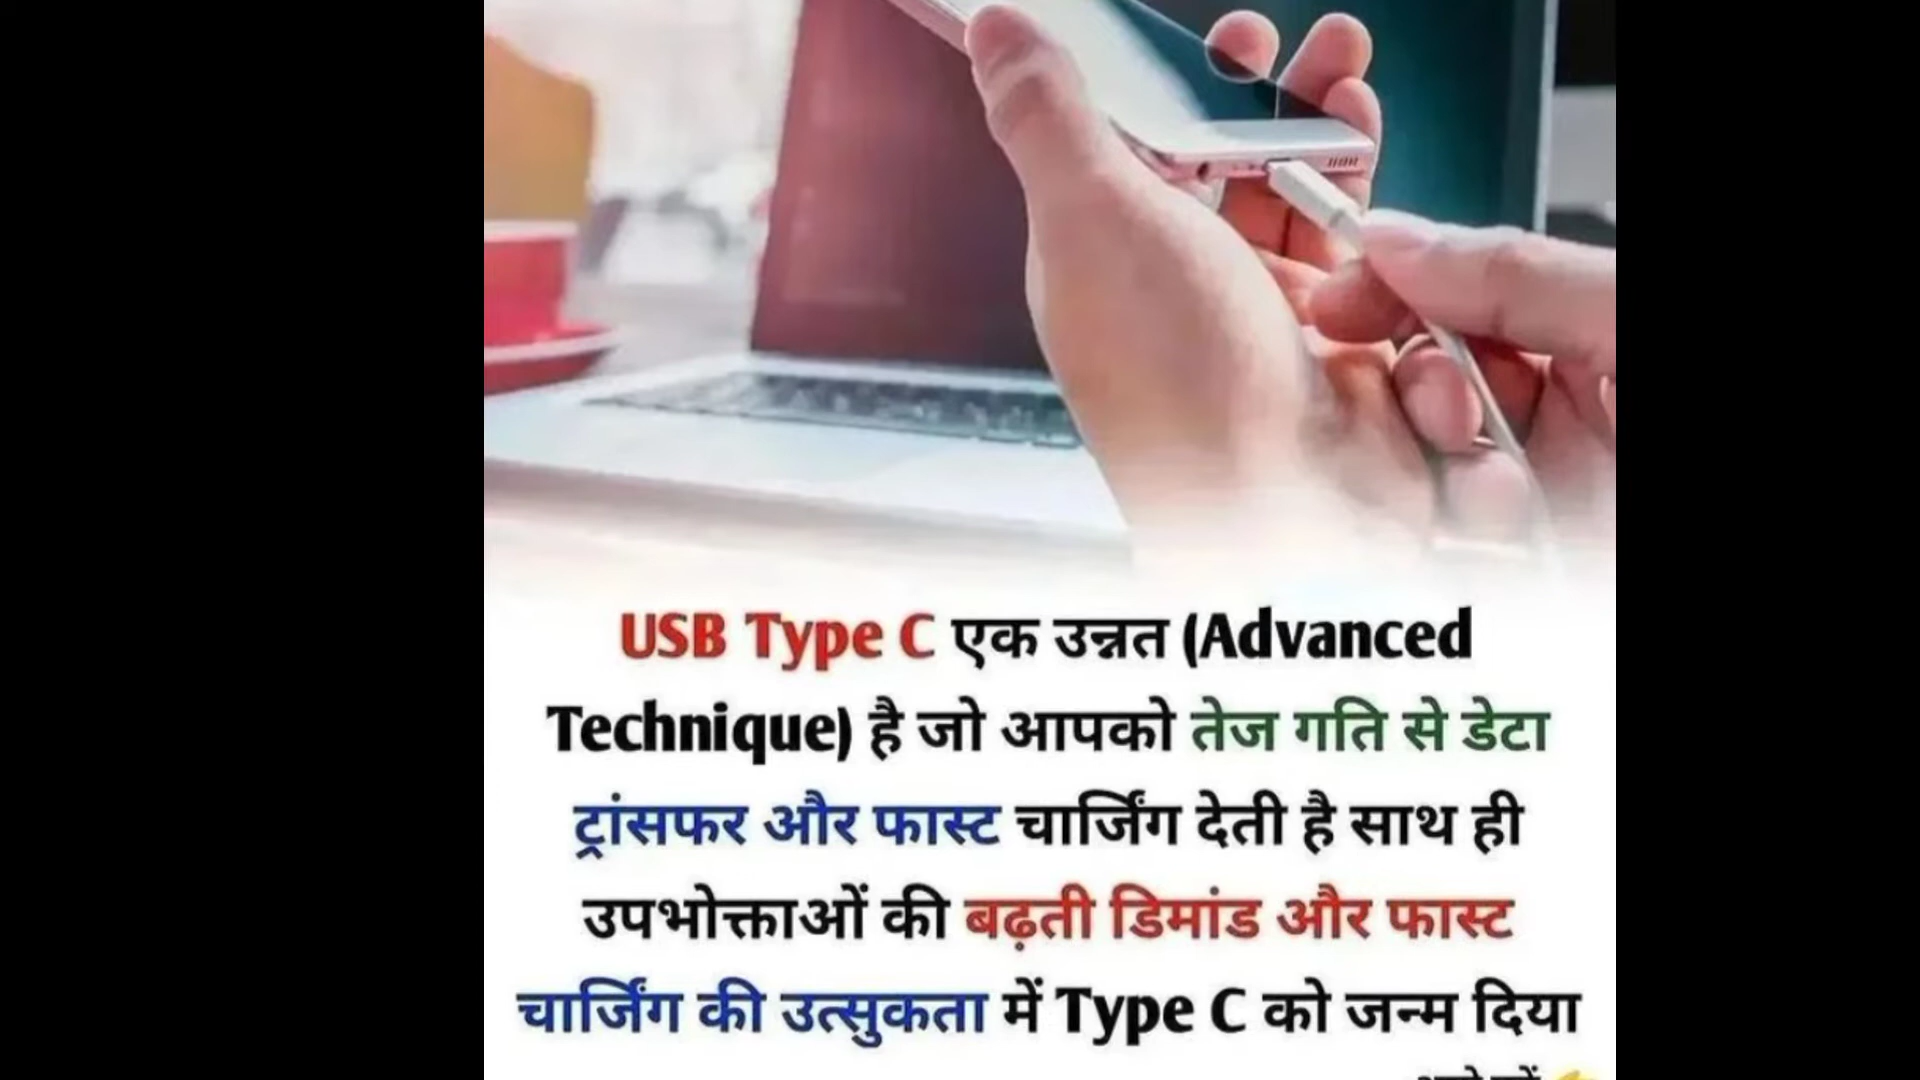 USB Type C एक उन्नत (Advanced
Technique) है जो आपको तेज गति से डेटा
ट्रांसफर और फास्ट चार्जिंग देती है साथ ही
उपभोक्ताओं की बढ़ती डिमांड और फास्ट
चार्जिंग की उत्सुकता में Type C को जन्म दिया